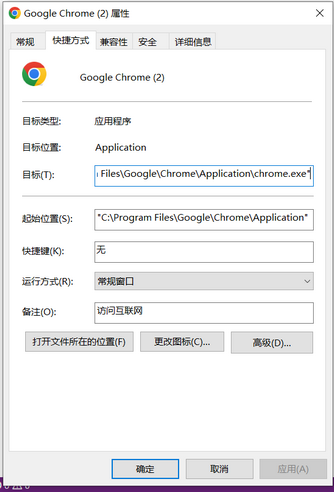 Google Chrome (2) 属性
常规 快捷方式 兼容性 安全 详细信息
Google Chrome (2)
目标类型: 应用程序
目标位置: Application
目标(T): Files\Google\Chrome\Application\chrome.exe"
起始位置(S): "C:\Program Files\Google\Chrome\Application"
快捷键(K): 无
运行方式(R): 常规窗口
备注(O): 访问互联网
打开文件所在的位置(F) 更改图标(C)... 高级(D)...
确定 取消 应用(A)